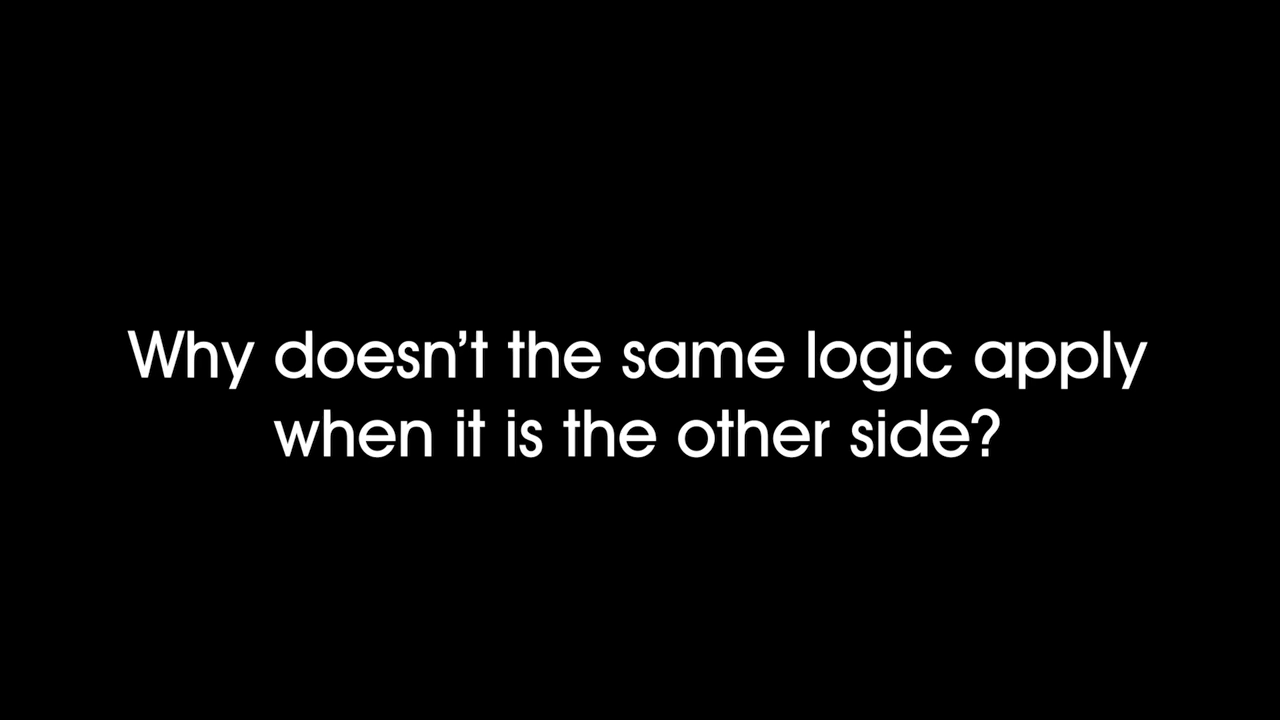 Why doesn’t the same logic apply
when it is the other side?